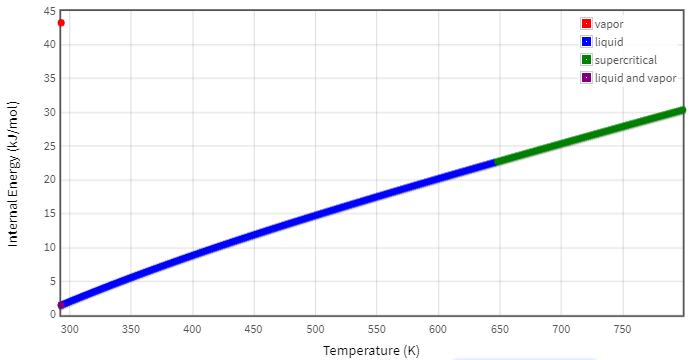 45
40
35
30
25
20
15
10
5
0
Internal Energy (kJ/mol)
vapor
liquid
supercritical
liquid and vapor
300 350 400 450 500 550 600 650 700 750
Temperature (K)